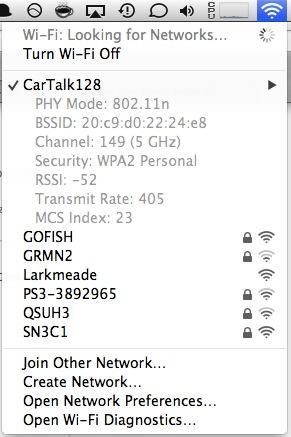 CPU
Wi-Fi: Looking for Networks...
Turn Wi-Fi Off
✓ CarTalk128
PHY Mode: 802.11n
BSSID: 20:c9:d0:22:24:e8
Channel: 149 (5 GHz)
Security: WPA2 Personal
RSSI: -52
Transmit Rate: 405
MCS Index: 23
GOFISH
GRMN2
Larkmeade
PS3-3892965
QSUH3
SN3C1
Join Other Network...
Create Network...
Open Network Preferences...
Open Wi-Fi Diagnostics...